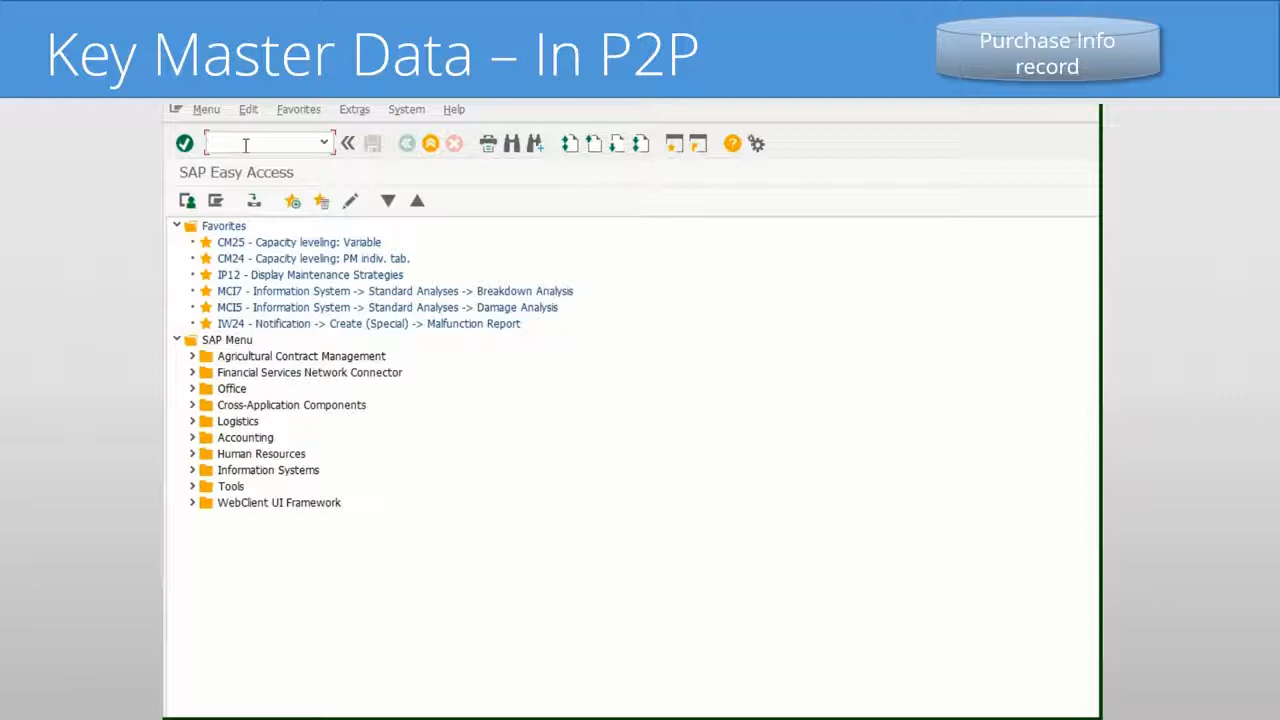 Key Master Data – In P2P
Purchase Info
record
Menu Edit Favorites Extras System Help
SAP Easy Access
Favorites
CM25 - Capacity leveling: Variable
CM24 - Capacity leveling: PM indiv. tab.
IP12 - Display Maintenance Strategies
MCI7 - Information System -> Standard Analyses -> Breakdown Analysis
MCI5 - Information System -> Standard Analyses -> Damage Analysis
IW24 - Notification -> Create (Special) -> Malfunction Report
SAP Menu
Agricultural Contract Management
Financial Services Network Connector
Office
Cross-Application Components
Logistics
Accounting
Human Resources
Information Systems
Tools
WebClient UI Framework